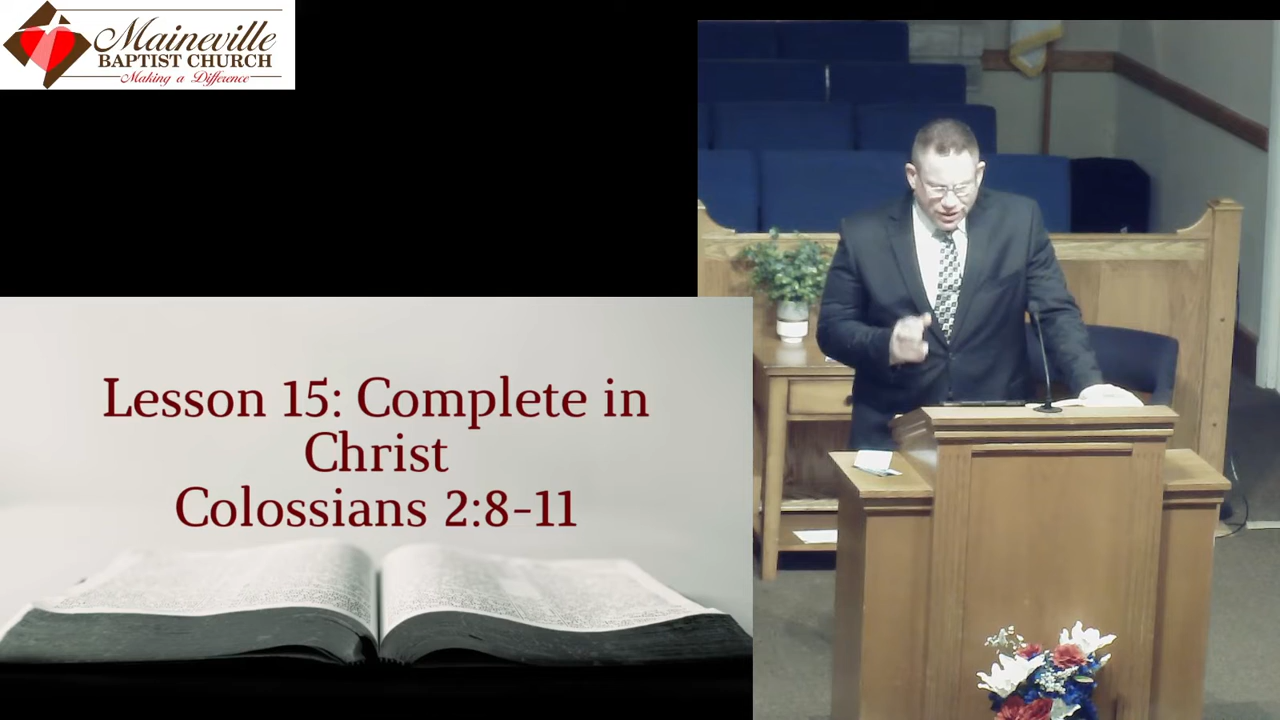 Maineville
BAPTIST CHURCH
Making a Difference
Lesson 15: Complete in
Christ
Colossians 2:8-11